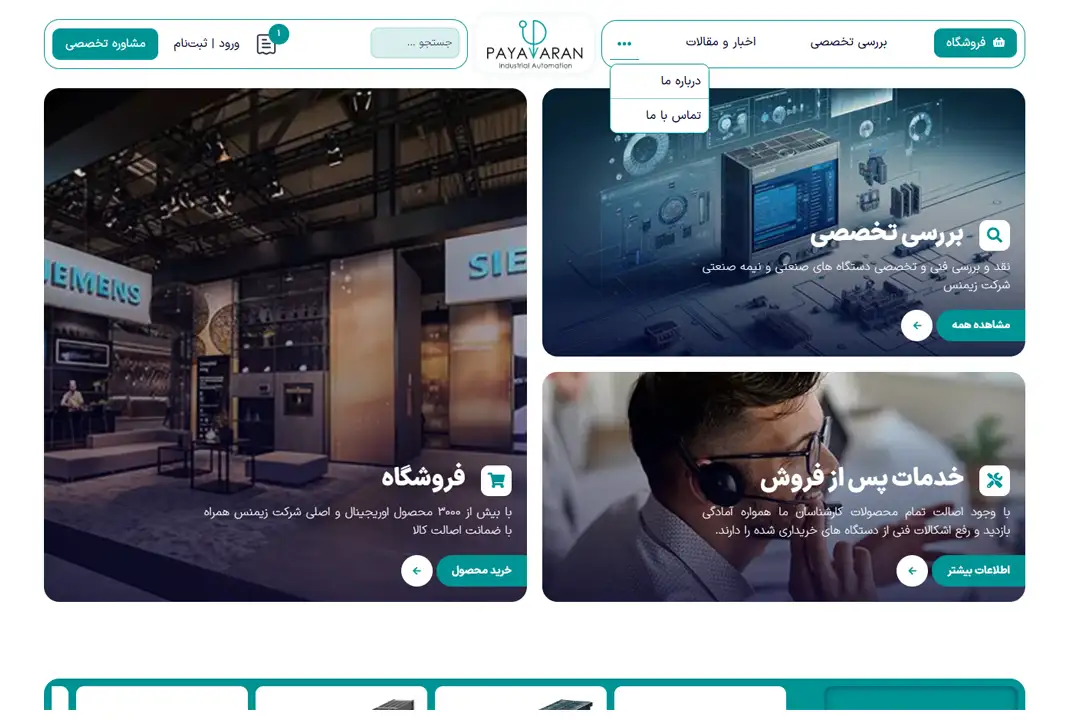 فروشگاه
بررسی تخصصی
اخبار و مقالات
درباره ما
تماس با ما
PAYAVARAN
Industrial Automation
جستجو ...
۱
ورود | ثبت‌نام
مشاوره تخصصی
بررسی تخصصی
نقد و بررسی فنی و تخصصی دستگاه های صنعتی و نیمه صنعتی
شرکت زیمنس
مشاهده همه
SIEMENS
SIE
فروشگاه
با بیش از ۳۰۰۰ محصول اوریجینال و اصلی شرکت زیمنس همراه
با ضمانت اصالت کالا
خرید محصول
خدمات پس از فروش
با وجود اصالت تمام محصولات کارشناسان ما همواره آمادگی
بازدید و رفع اشکالات فنی از دستگاه های خریداری شده را دارند.
اطلاعات بیشتر